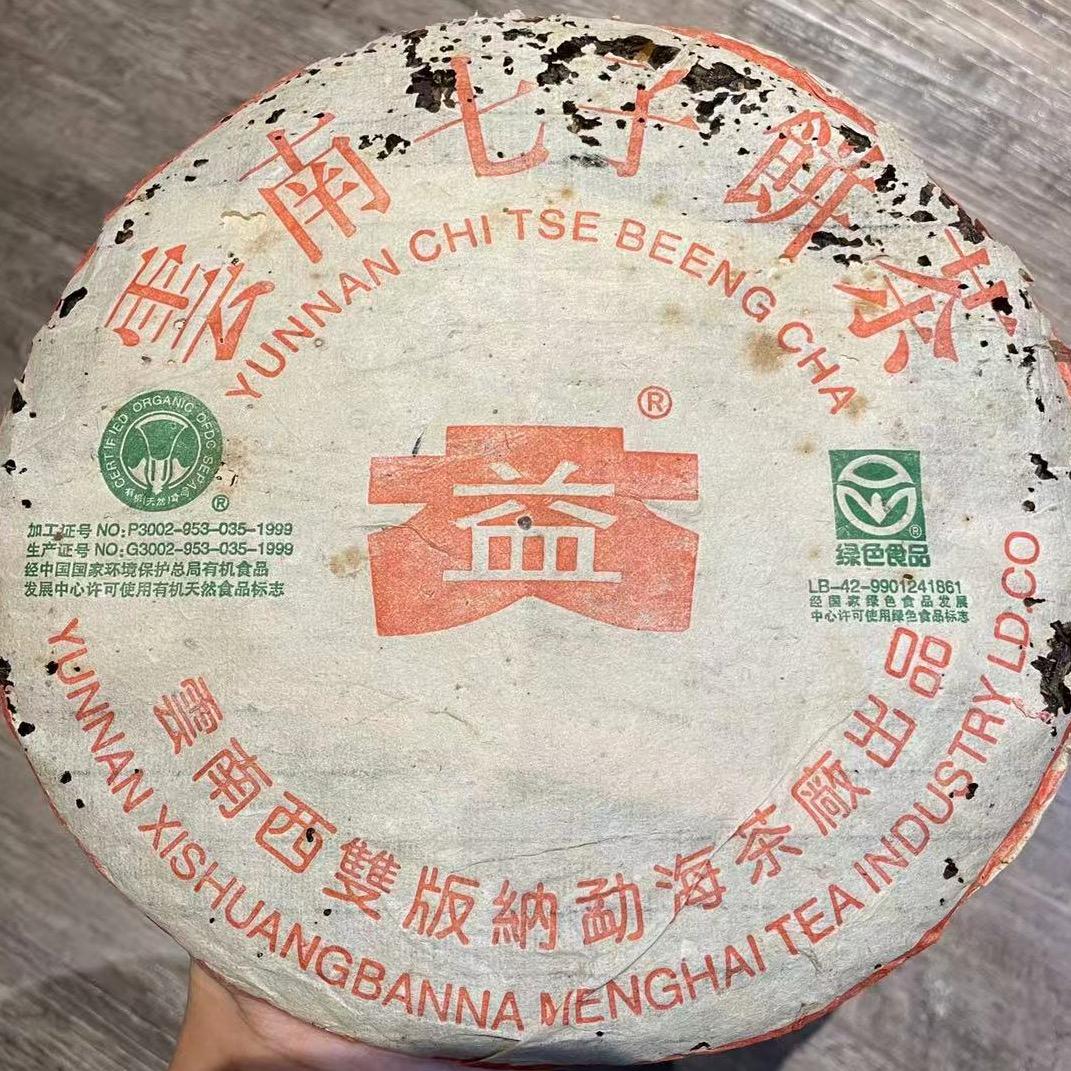 雲南七子餅茶
YUNNAN CHI TSE BEENG CHA
®
益
CERTIFIED ORGANIC OFDC SEPA
®
加工证号 NO:P3002-953-035-1999
生产证号 NO:G3002-953-035-1999
经中国国家环境保护总局有机食品
发展中心许可使用有机天然食品标志
®
绿色食品
LB-42-9901241861
经国家绿色食品发展
中心许可使用绿色食品标志
雲南西雙版納勐海茶廠出品
YUNNAN XISHUANGBANNA MENGHAI TEA INDUSTRY LD.CO